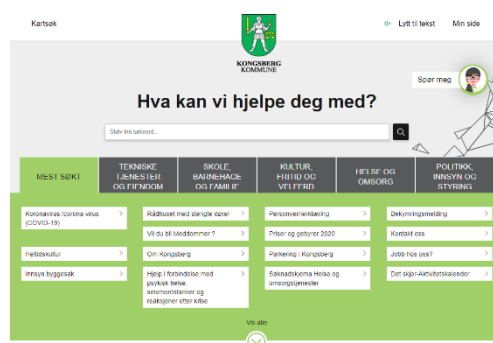 Kartsøk
Lytt til tekst
Min side
KONGSBERG
KOMMUNE
Spør meg
Hva kan vi hjelpe deg med?
Skriv inn søkeord...
MEST SØKT
TEKNISKE
TJENESTER
OG EIENDOM
SKOLE,
BARNEHAGE
OG FAMILIE
KULTUR,
FRITID OG
VELFERD
HELSE OG
OMSORG
POLITIKK,
INNSYN OG
STYRING
Koronavirus /corona virus
(COVID-19)
Rådhuset med stengte dører
Personvernerklæring
Bekymringsmelding
Vil du bli Meddommer ?
Priser og gebyrer 2020
Kontakt oss
Heltidskultur
Om Kongsberg
Parkering i Kongsberg
Jobb hos oss?
Innsyn byggesak
Hjelp i forbindelse med
psykisk helse
selvmordstanker og
reaksjoner etter krise
Søknadskjema Helse og
omsorgstjenester
Det skjer-Aktivitetskalender
Vis alle